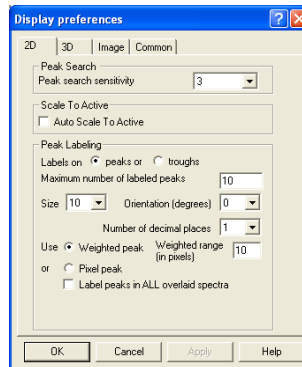 Display preferences
2D 3D Image Common
Peak Search
Peak search sensitivity 3
Scale To Active
Auto Scale To Active
Peak Labeling
Labels on peaks or troughs
Maximum number of labeled peaks 10
Size 10 Orientation (degrees) 0
Number of decimal places 1
Use Weighted peak Weighted range (in pixels) 10
or Pixel peak
Label peaks in ALL overlaid spectra
OK Cancel Apply Help